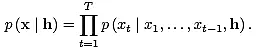 p(x | h) = ∏_{t=1}^{T} p(x_t | x_1, …, x_{t−1}, h).